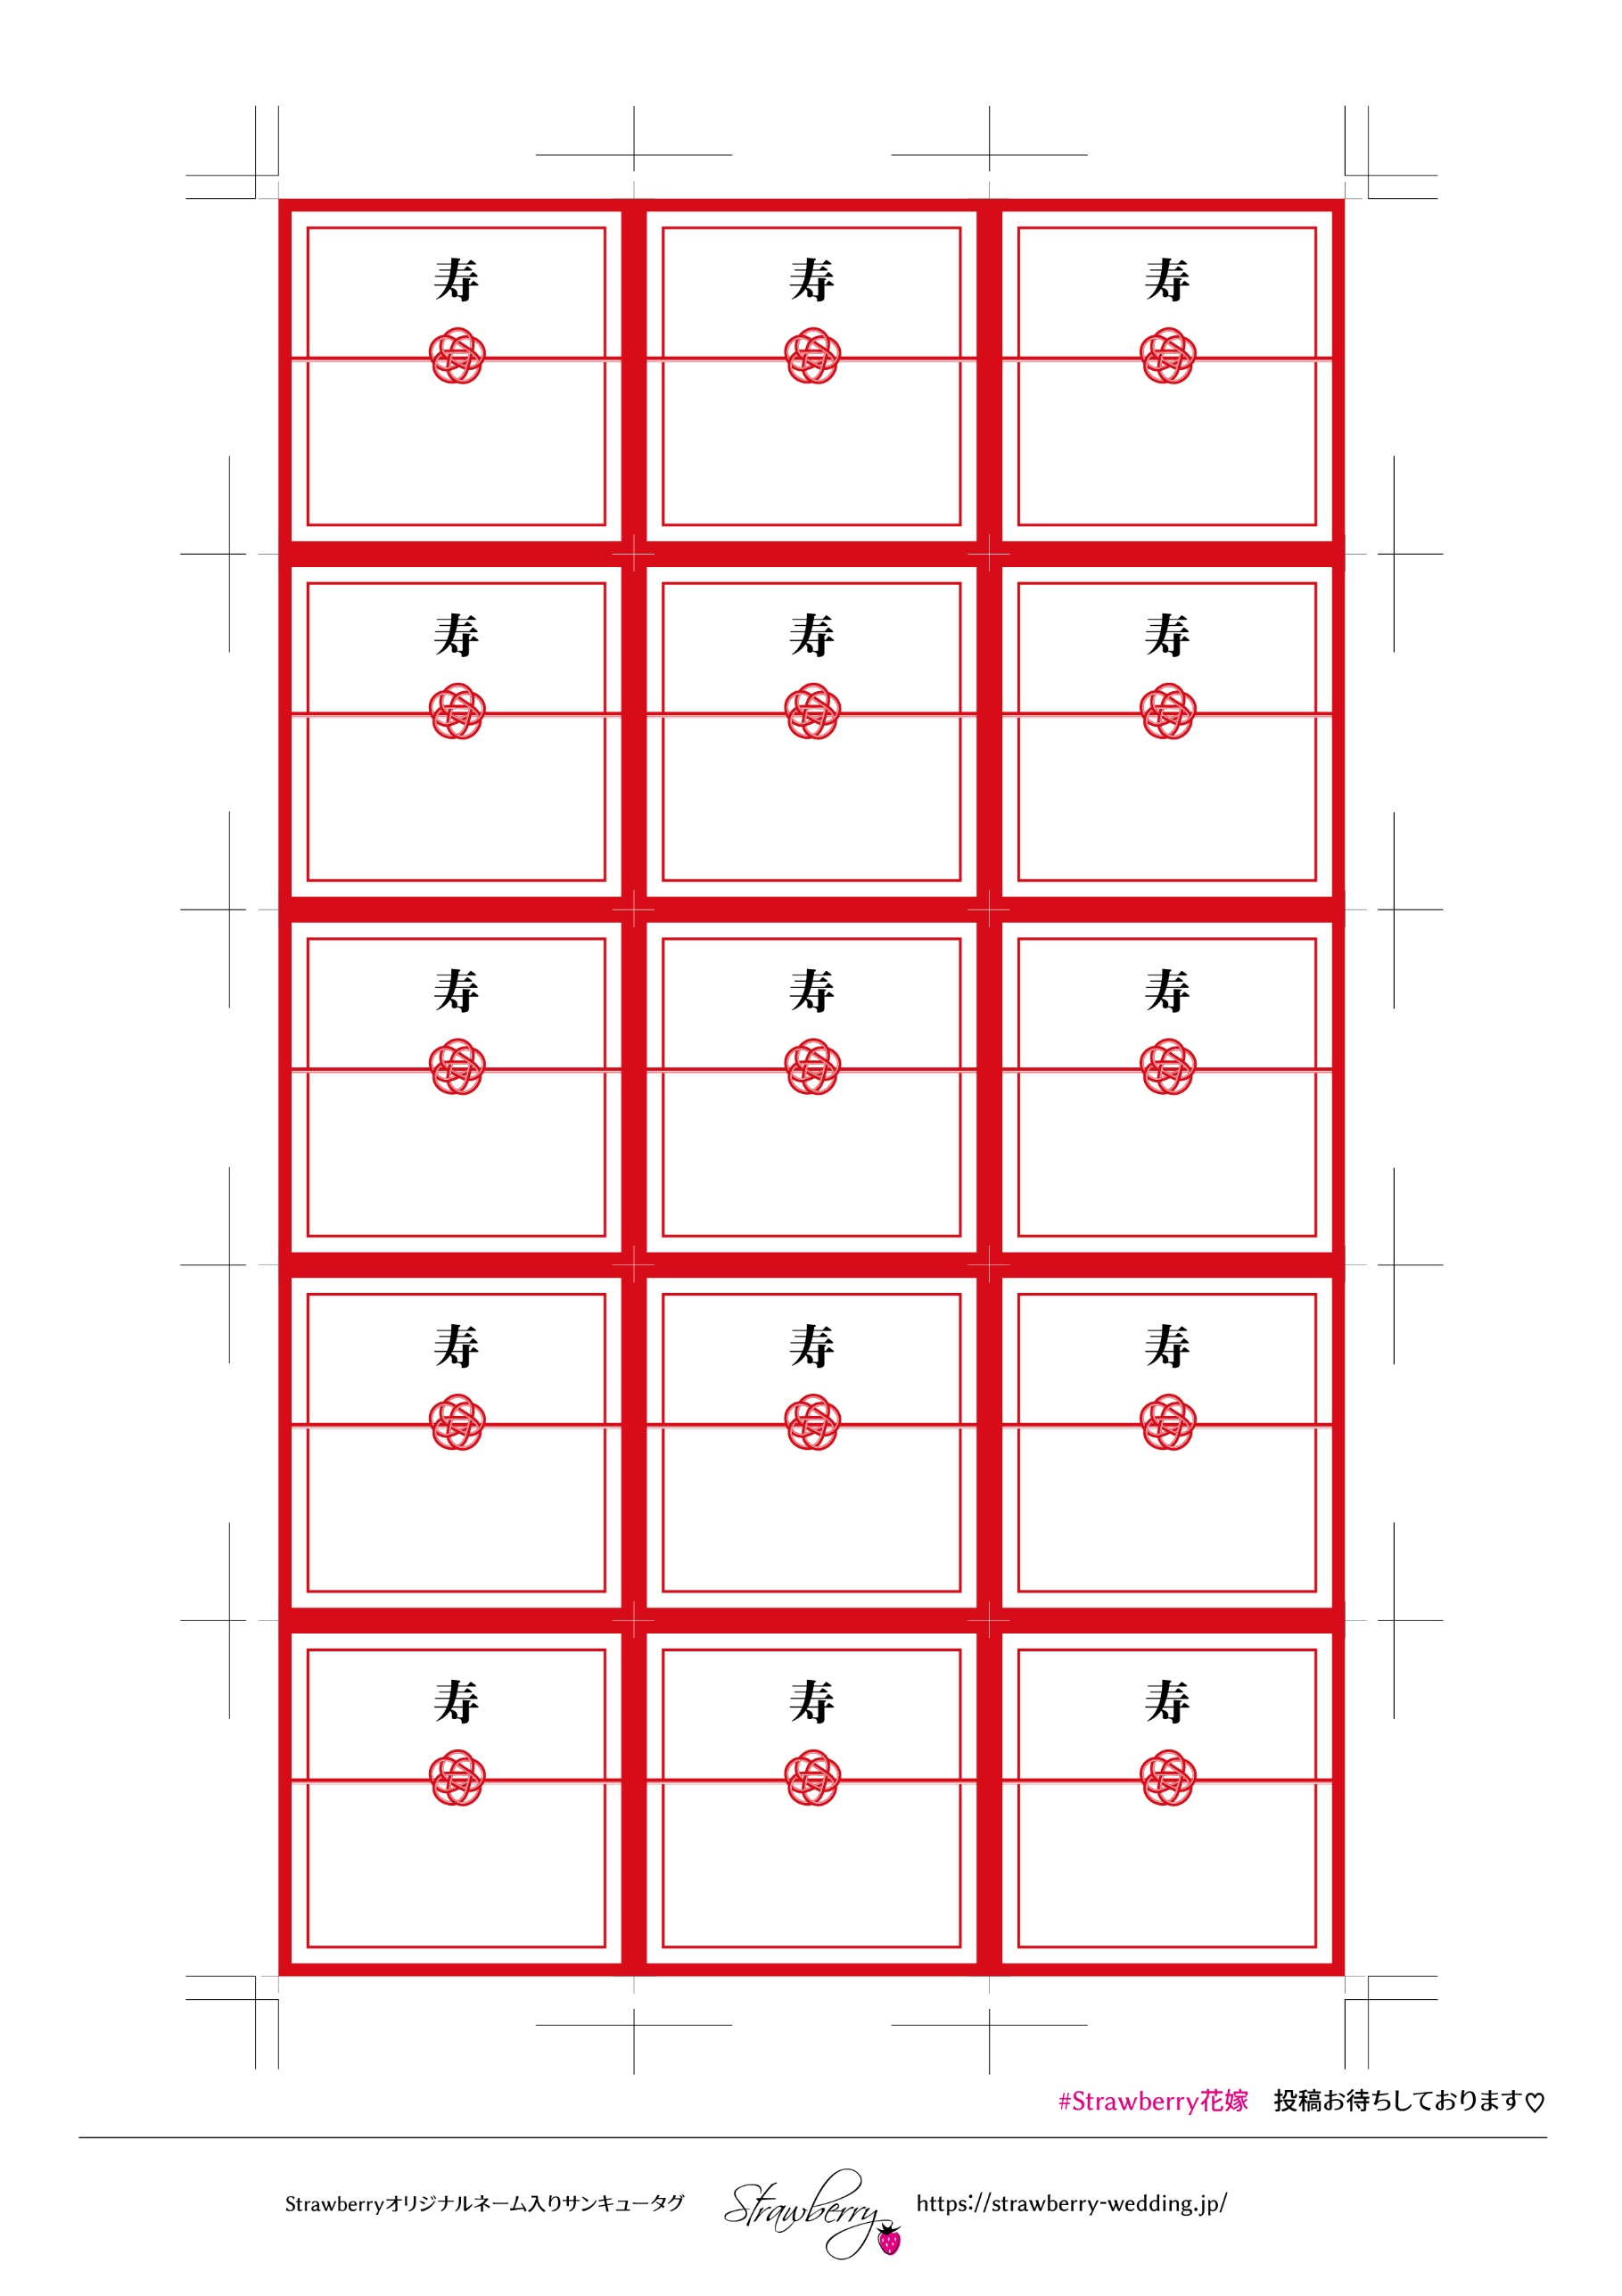 寿 寿 寿
寿 寿 寿
寿 寿 寿
寿 寿 寿
寿 寿 寿
#Strawberry花嫁　投稿お待ちしております♡
Strawberryオリジナルネーム入りサンキュータグ Strawberry https://strawberry-wedding.jp/